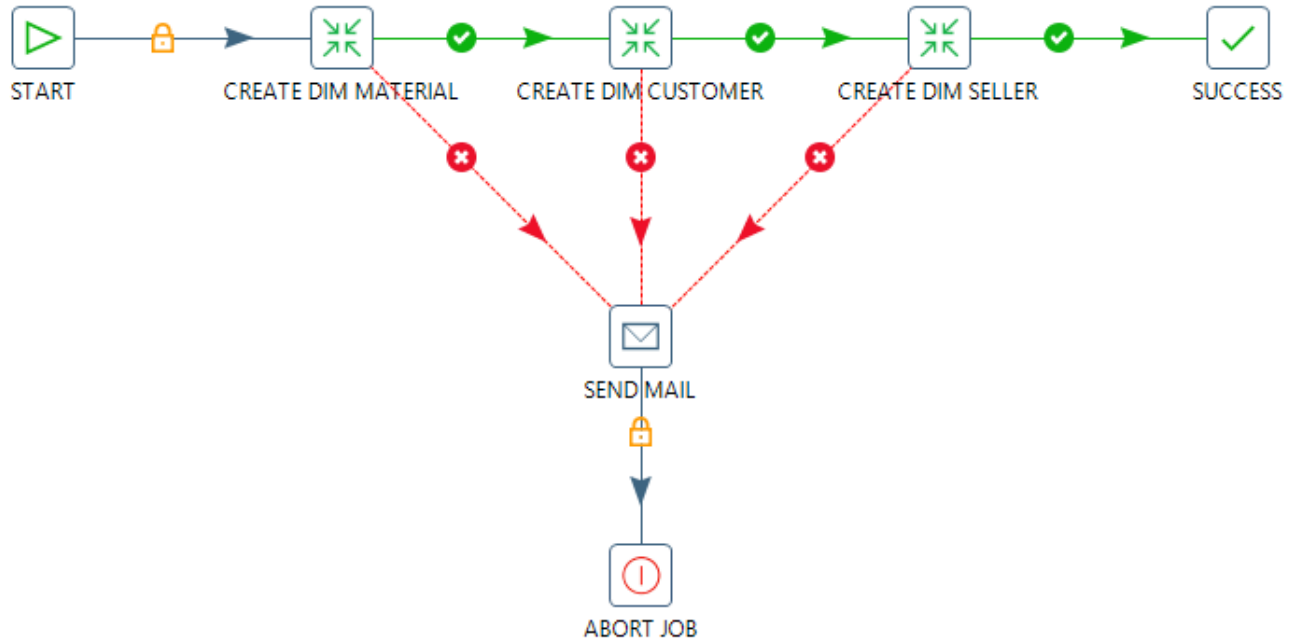 START
CREATE DIM MATERIAL
CREATE DIM CUSTOMER
CREATE DIM SELLER
SUCCESS
SEND MAIL
ABORT JOB